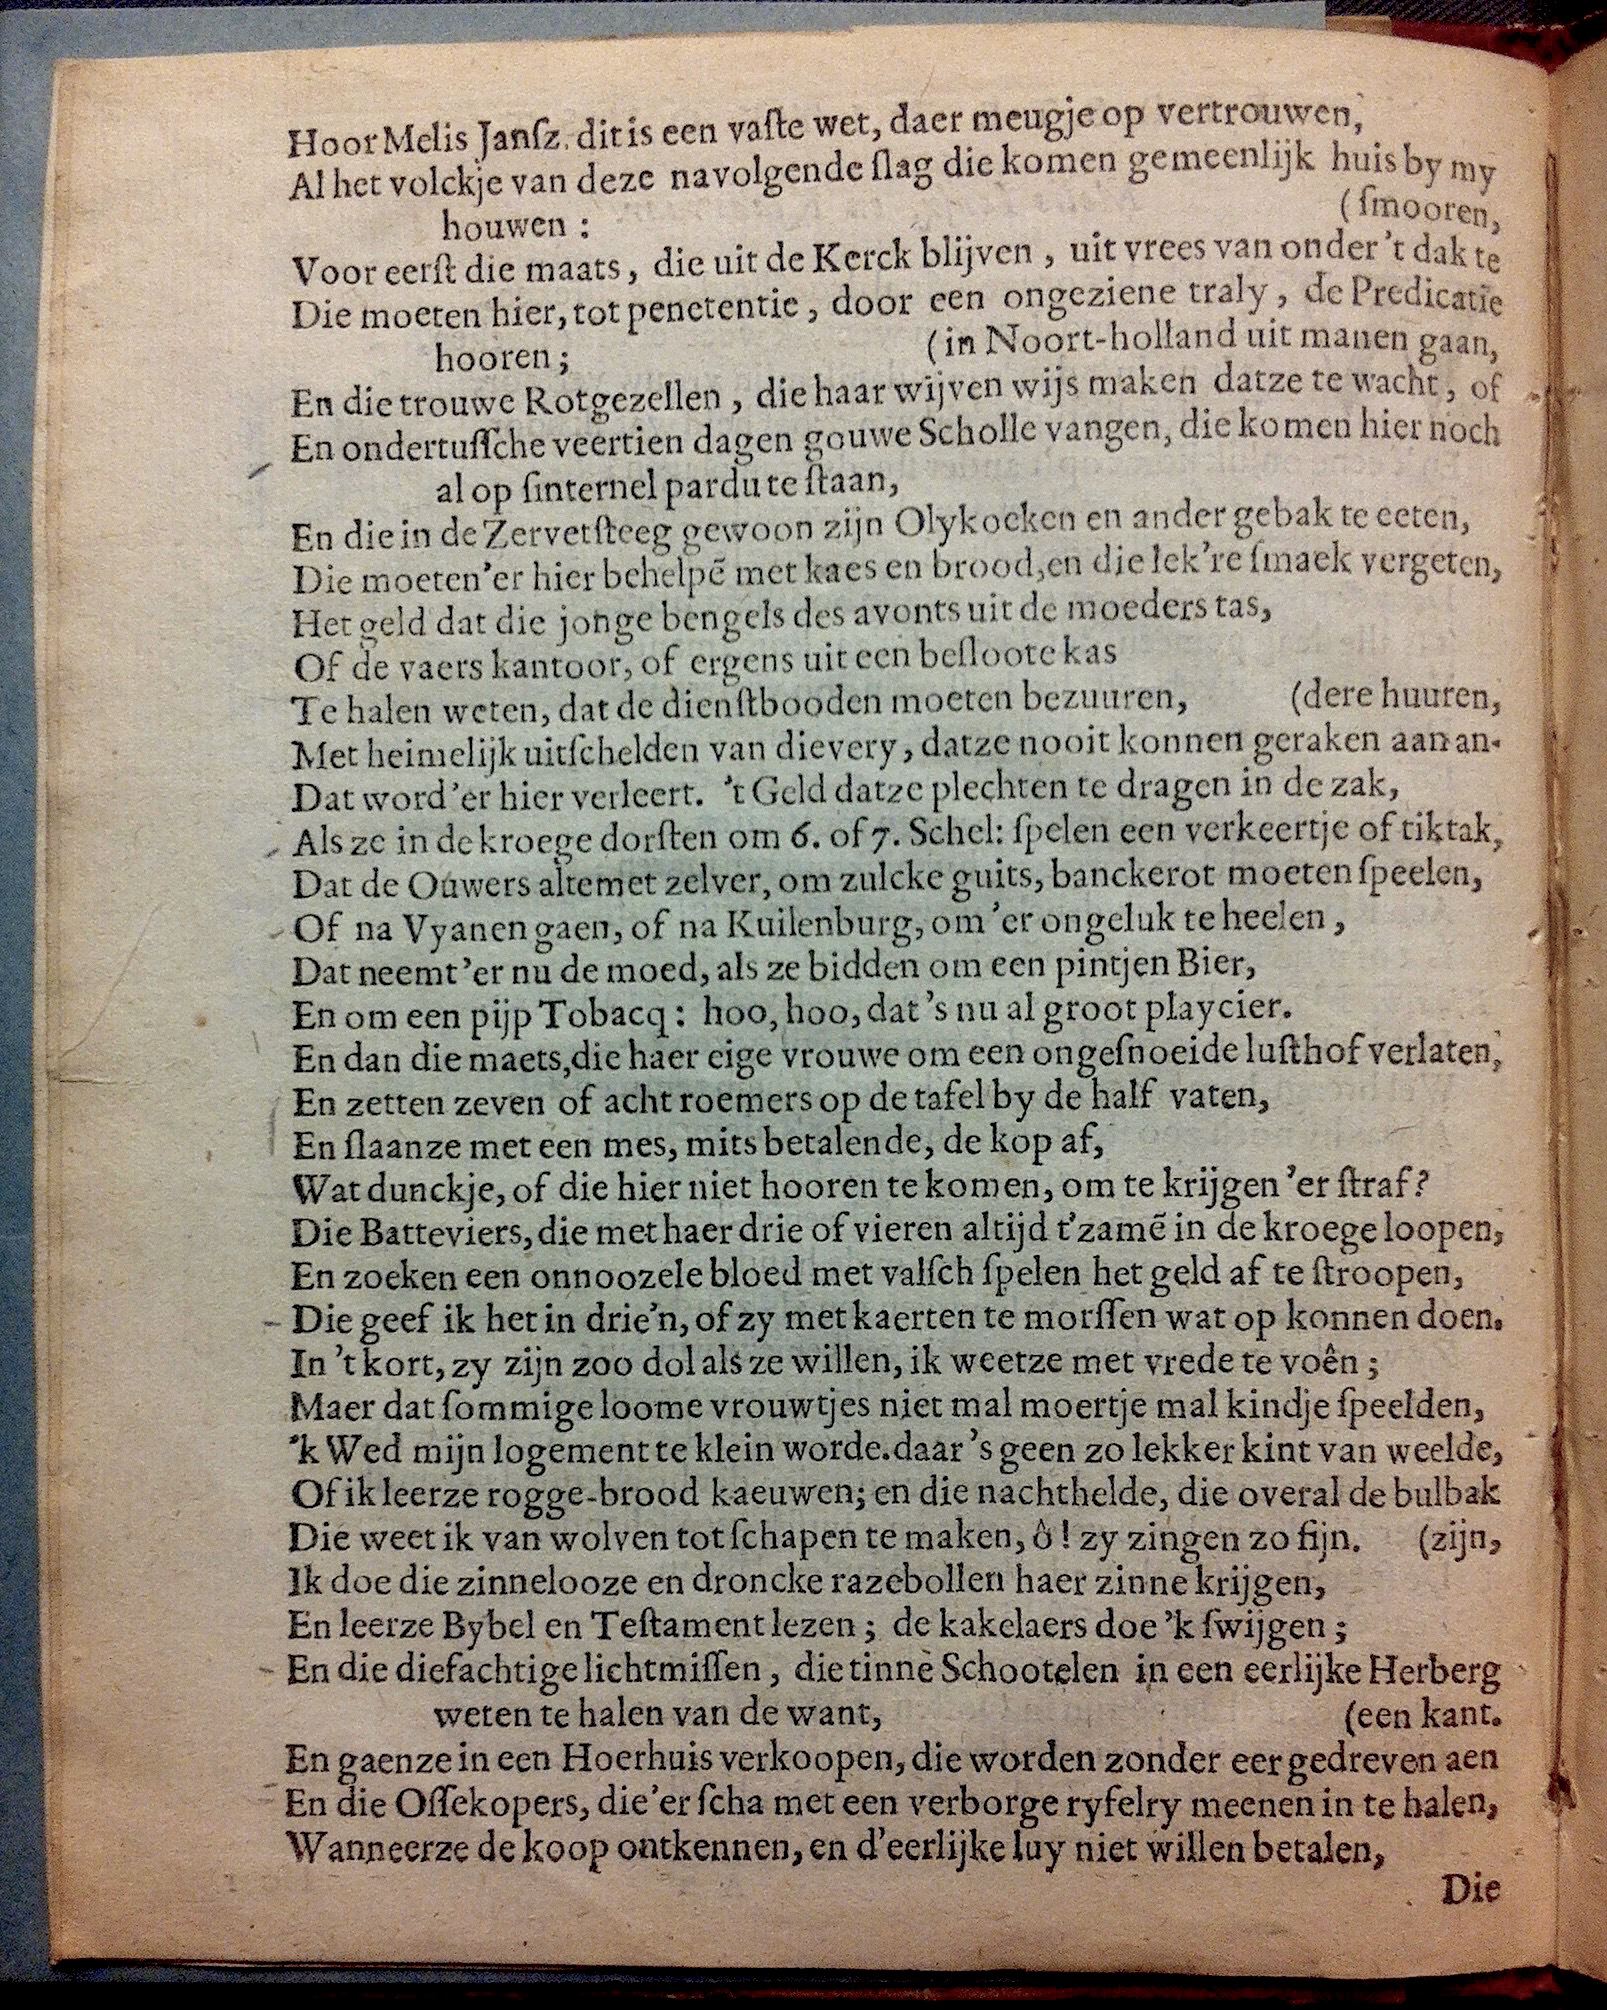 Hoor Melis Janſz. dit is een vaſte wet, daer meugje op vertrouwen,
Al het volckje van deze navolgende ſlag die komen gemeenlijk huis by my
houwen : (ſmooren,
Voor eerſt die maats, die uit de Kerck blijven, uit vrees van onder 't dak te
Die moeten hier, tot penetentie, door een ongeziene traly, de Predicatie
hooren; (in Noort-holland uit manen gaan,
En die trouwe Rotgezellen, die haar wijven wijs maken datze te wacht, of
En ondertuſſche veertien dagen gouwe Scholle vangen, die komen hier noch
al op ſinternel pardu te ſtaan,
En die in de Zervetſteeg gewoon zijn Olykoeken en ander gebak te eeten,
Die moeten'er hier behelpẽ met kaes en brood, en die lek're ſmaek vergeten,
Het geld dat die jonge bengels des avonts uit de moeders tas,
Of de vaers kantoor, of ergens uit een beſloote kas
Te halen weten, dat de dienſtbooden moeten bezuuren, (dere huuren,
Met heimelijk uitſchelden van dievery, datze nooit konnen geraken aan an-
Dat word'er hier verleert. 't Geld datze plechten te dragen in de zak,
Als ze in de kroege dorſten om 6. of 7. Schel: ſpelen een verkeertje of tiktak,
Dat de Ouwers altemet zelver, om zulcke guits, banckerot moeten ſpeelen,
Of na Vyanen gaen, of na Kuilenburg, om 'er ongeluk te heelen,
Dat neemt'er nu de moed, als ze bidden om een pintjen Bier,
En om een pijp Tobacq: hoo, hoo, dat 's nu al groot playcier.
En dan die maets, die haer eige vrouwe om een ongeſnoeide luſthof verlaten,
En zetten zeven of acht roemers op de tafel by de half vaten,
En ſlaanze met een mes, mits betalende, de kop af,
Wat dunckje, of die hier niet hooren te komen, om te krijgen 'er ſtraf?
Die Batteviers, die met haer drie of vieren altijd t'zamẽ in de kroege loopen,
En zoeken een onnoozele bloed met valſch ſpelen het geld af te ſtroopen,
Die geef ik het in drie'n, of zy met kaerten te morſſen wat op konnen doen.
In 't kort, zy zijn zoo dol als ze willen, ik weetze met vrede te voên;
Maer dat ſommige loome vrouwtjes niet mal moertje mal kindje ſpeelden,
'k Wed mijn logement te klein worde. daar 's geen zo lekker kint van weelde,
Of ik leerze rogge-brood kaeuwen; en die nachthelde, die overal de bulbak
Die weet ik van wolven tot ſchapen te maken, ô! zy zingen zo fijn. (zijn,
Ik doe die zinnelooze en droncke razebollen haer zinne krijgen,
En leerze Bybel en Teſtament lezen; de kakelaers doe 'k ſwijgen;
En die diefachtige lichtmiſſen, die tinne Schootelen in een eerlijke Herberg
weten te halen van de want, (een kant.
En gaenze in een Hoerhuis verkoopen, die worden zonder eer gedreven aen
En die Oſſekopers, die'er ſcha met een verborge ryfelry meenen in te halen,
Wanneerze de koop ontkennen, en d'eerlijke luy niet willen betalen,
Die